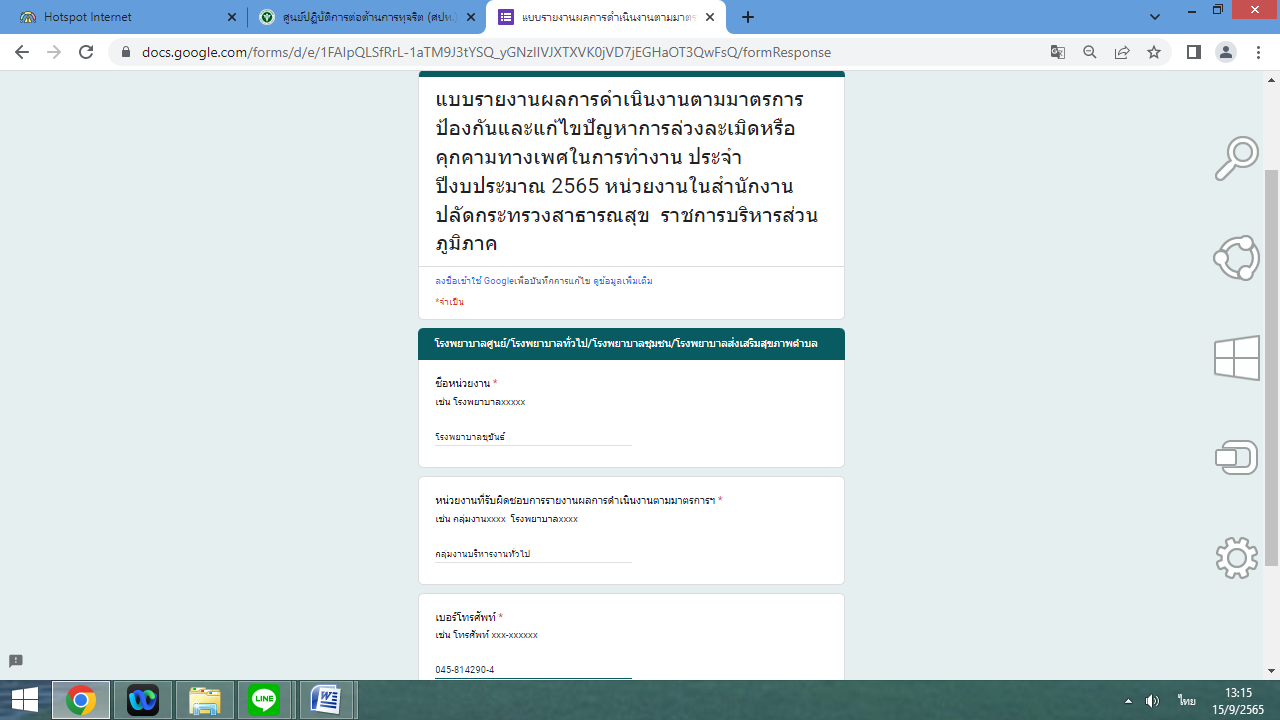 Hotspot Internet
ศูนย์ปฏิบัติการต่อต้านการทุจริต (ศปท.)
แบบรายงานผลการดำเนินงานตามมาตร
docs.google.com/forms/d/e/1FAIpQLSfRrL-1aTM9J3tYSQ_yGNzlIVJXTXVK0jVD7jEGHaOT3QwFsQ/formResponse
แบบรายงานผลการดำเนินงานตามมาตรการ
ป้องกันและแก้ไขปัญหาการล่วงละเมิดหรือ
คุกคามทางเพศในการทำงาน ประจำ
ปีงบประมาณ 2565 หน่วยงานในสำนักงาน
ปลัดกระทรวงสาธารณสุข ราชการบริหารส่วน
ภูมิภาค
ลงชื่อเข้าใช้ Googleเพื่อบันทึกการแก้ไข ดูข้อมูลเพิ่มเติม
*จำเป็น
โรงพยาบาลศูนย์/โรงพยาบาลทั่วไป/โรงพยาบาลชุมชน/โรงพยาบาลส่งเสริมสุขภาพตำบล
ชื่อหน่วยงาน *
เช่น โรงพยาบาลxxxxx
โรงพยาบาลขุขันธ์
หน่วยงานที่รับผิดชอบการรายงานผลการดำเนินงานตามมาตรการฯ *
เช่น กลุ่มงานxxxx โรงพยาบาลxxxx
กลุ่มงานบริหารงานทั่วไป
เบอร์โทรศัพท์ *
เช่น โทรศัพท์ xxx-xxxxxx
045-814290-4
LINE
ไทย
13:15
15/9/2565